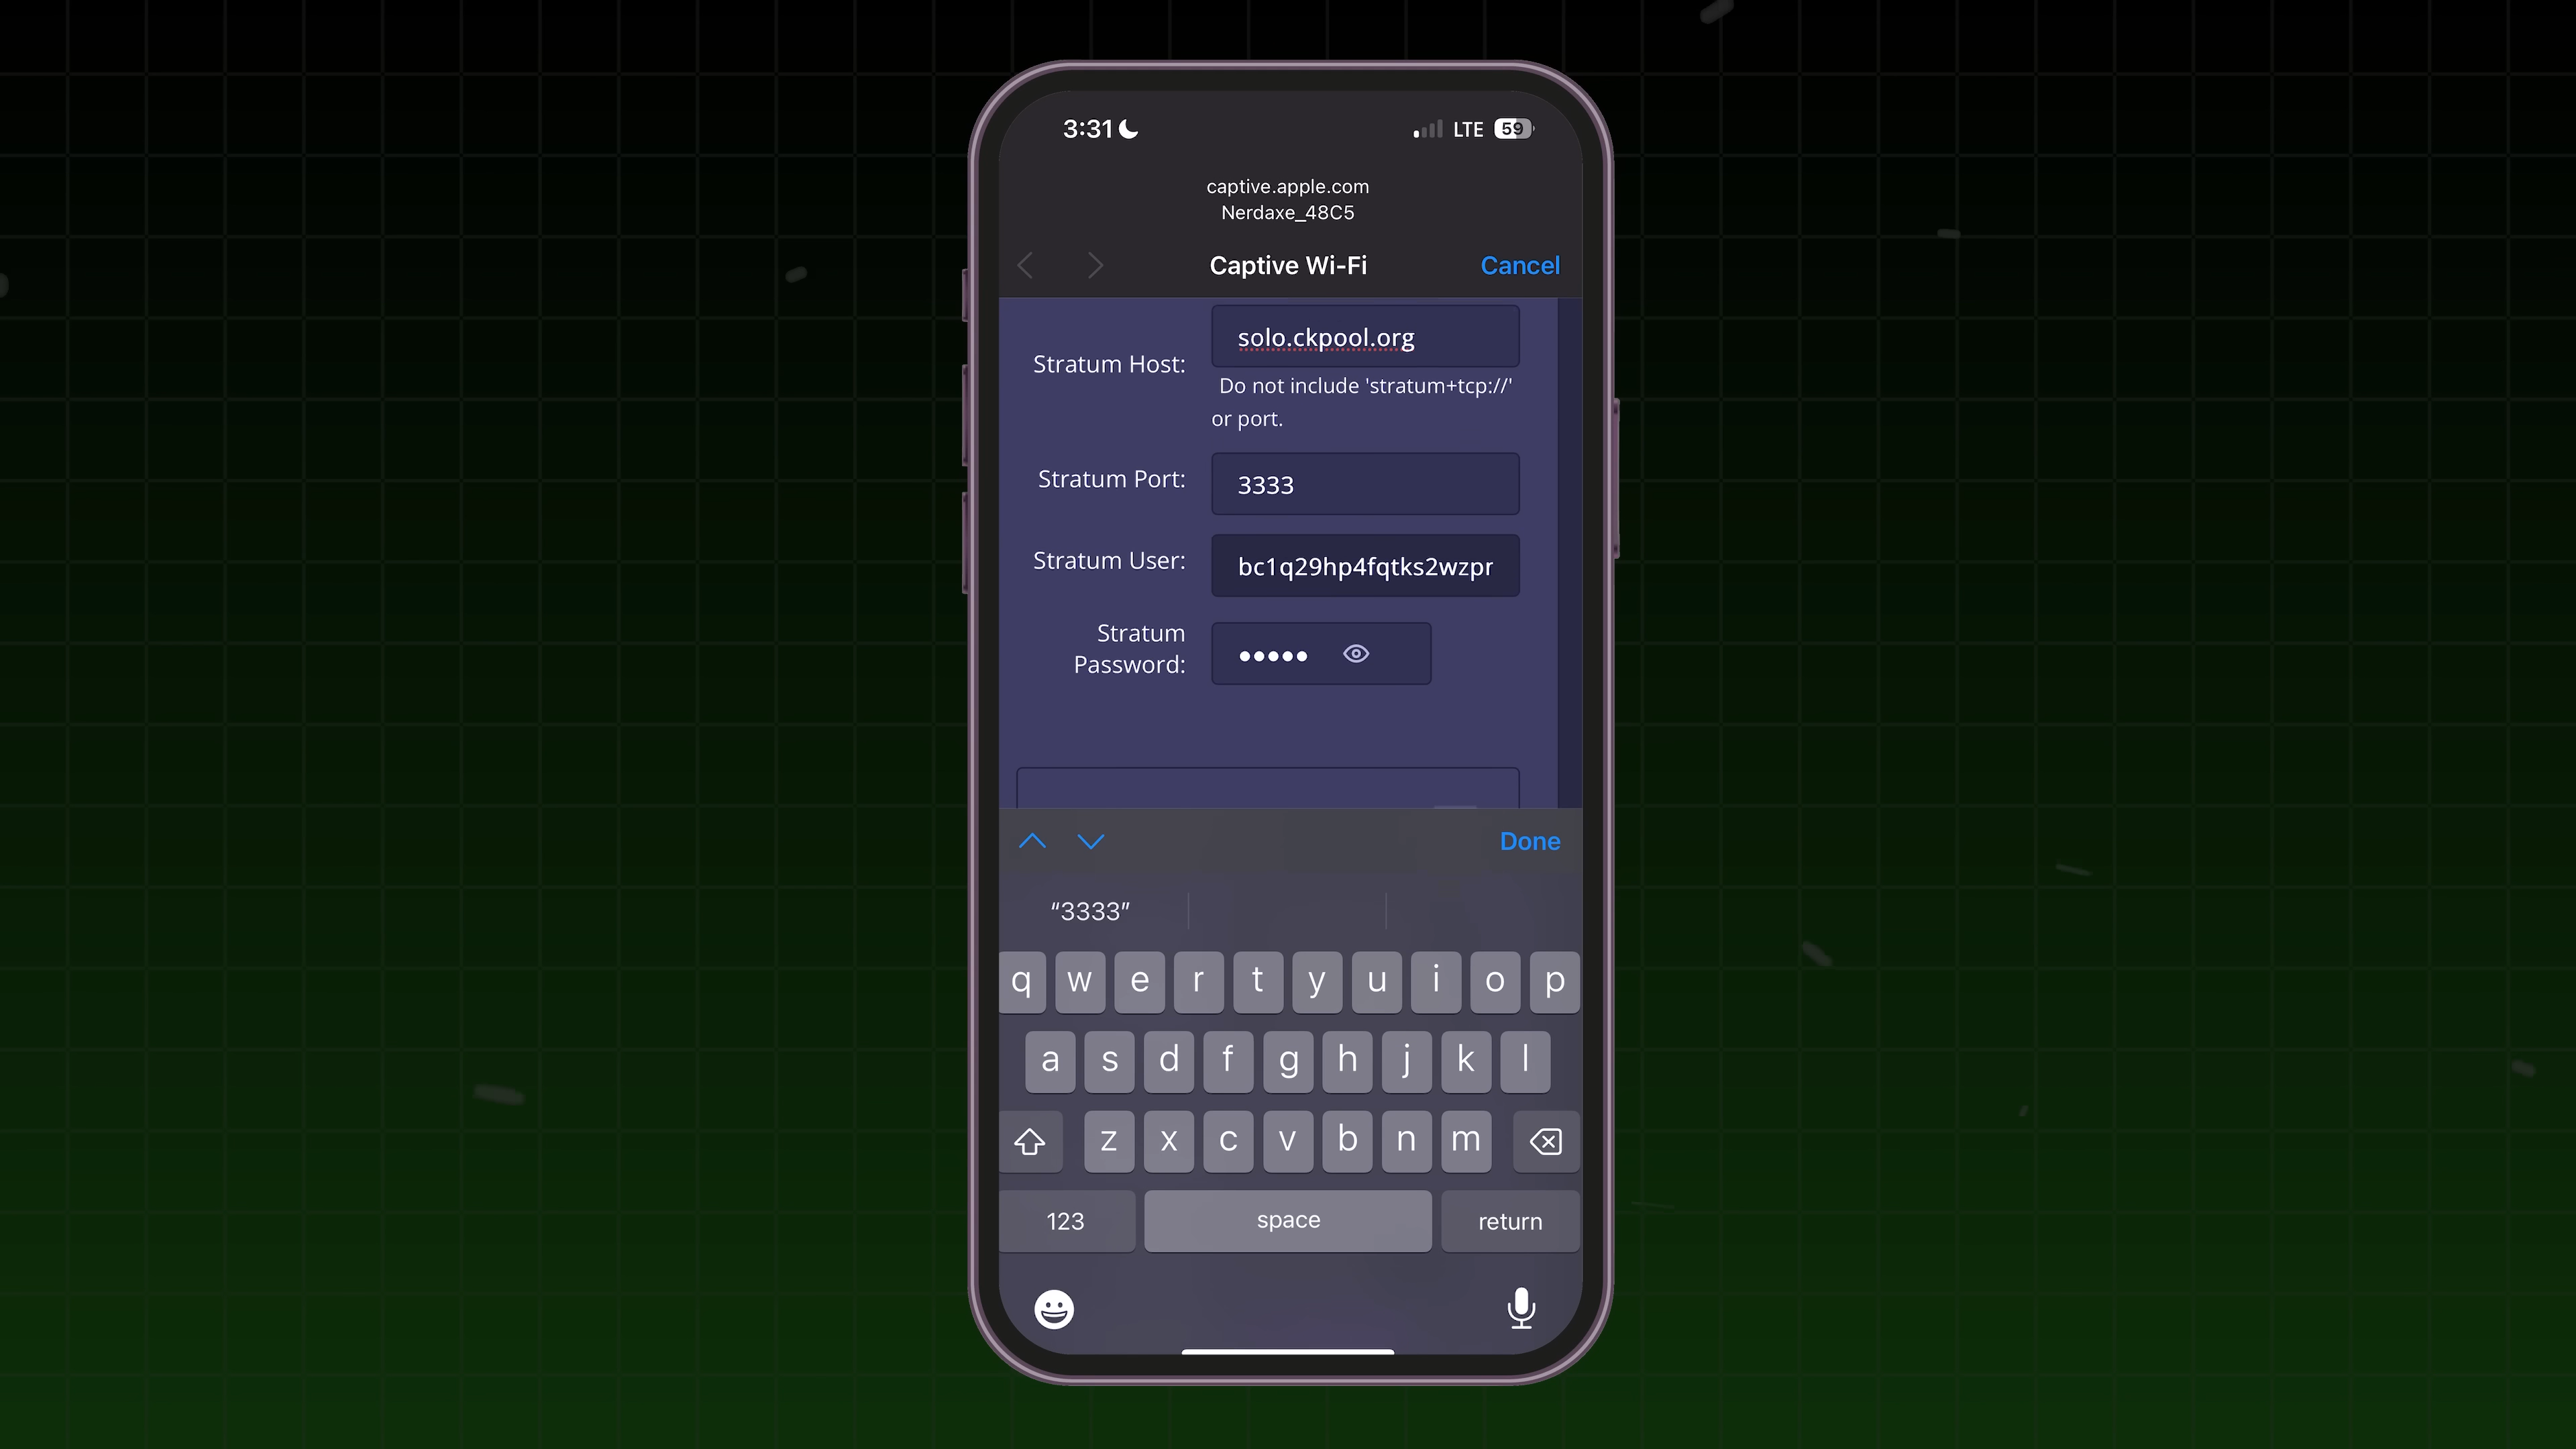 3:31
LTE 59
captive.apple.com
Nerdaxe_48C5
Captive Wi-Fi
Cancel
Stratum Host:
solo.ckpool.org
Do not include 'stratum+tcp://'
or port.
Stratum Port:
3333
Stratum User:
bc1q29hp4fqtks2wzpr
Stratum
Password:
Done
“3333”
q w e r t y u i o p
a s d f g h j k l
z x c v b n m
123 space return